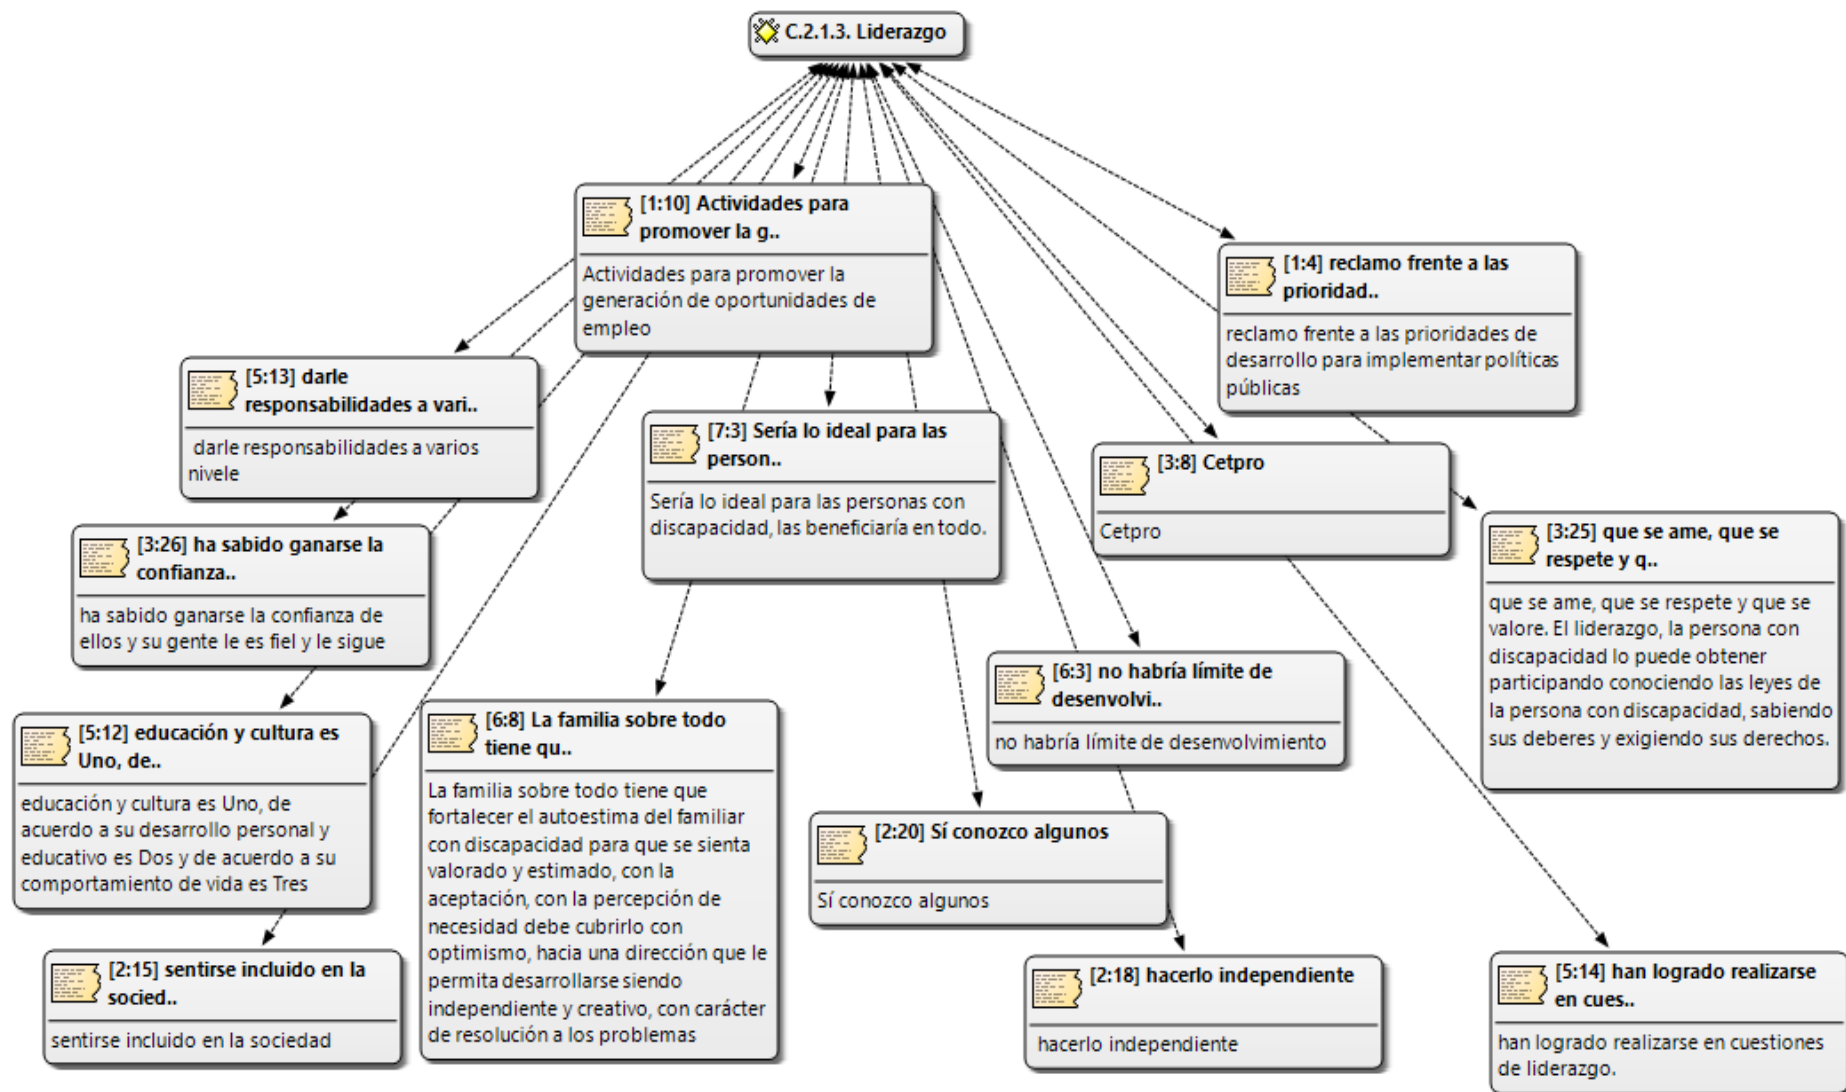 C.2.1.3. Liderazgo
[1:10] Actividades para
promover la g..
Actividades para promover la
generación de oportunidades de
empleo
[1:4] reclamo frente a las
prioridad..
reclamo frente a las prioridades de
desarrollo para implementar políticas
públicas
[5:13] darle
responsabilidades a vari..
darle responsabilidades a varios
nivele
[7:3] Sería lo ideal para las
person..
Sería lo ideal para las personas con
discapacidad, las beneficiaría en todo.
[3:8] Cetpro
Cetpro
[3:26] ha sabido ganarse la
confianza..
ha sabido ganarse la confianza de
ellos y su gente le es fiel y le sigue
[3:25] que se ame, que se
respete y q..
que se ame, que se respete y que se
valore. El liderazgo, la persona con
discapacidad lo puede obtener
participando conociendo las leyes de
la persona con discapacidad, sabiendo
sus deberes y exigiendo sus derechos.
[6:3] no habría límite de
desenvolvi..
no habría límite de desenvolvimiento
[5:12] educación y cultura es
Uno, de..
educación y cultura es Uno, de
acuerdo a su desarrollo personal y
educativo es Dos y de acuerdo a su
comportamiento de vida es Tres
[6:8] La familia sobre todo
tiene qu..
La familia sobre todo tiene que
fortalecer el autoestima del familiar
con discapacidad para que se sienta
valorado y estimado, con la
aceptación, con la percepción de
necesidad debe cubrirlo con
optimismo, hacia una dirección que le
permita desarrollarse siendo
independiente y creativo, con carácter
de resolución a los problemas
[2:20] Sí conozco algunos
Sí conozco algunos
[2:15] sentirse incluido en la
socied..
sentirse incluido en la sociedad
[2:18] hacerlo independiente
hacerlo independiente
[5:14] han logrado realizarse
en cues..
han logrado realizarse en cuestiones
de liderazgo.